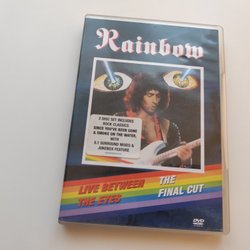 Rainbow
2 DISC SET INCLUDES
ROCK CLASSICS
SINCE YOU'VE BEEN GONE
& SMOKE ON THE WATER,
WITH
5.1 SURROUND MIXES &
JUKEBOX FEATURE
LIVE BETWEEN
THE EYES
THE
FINAL CUT
DVD